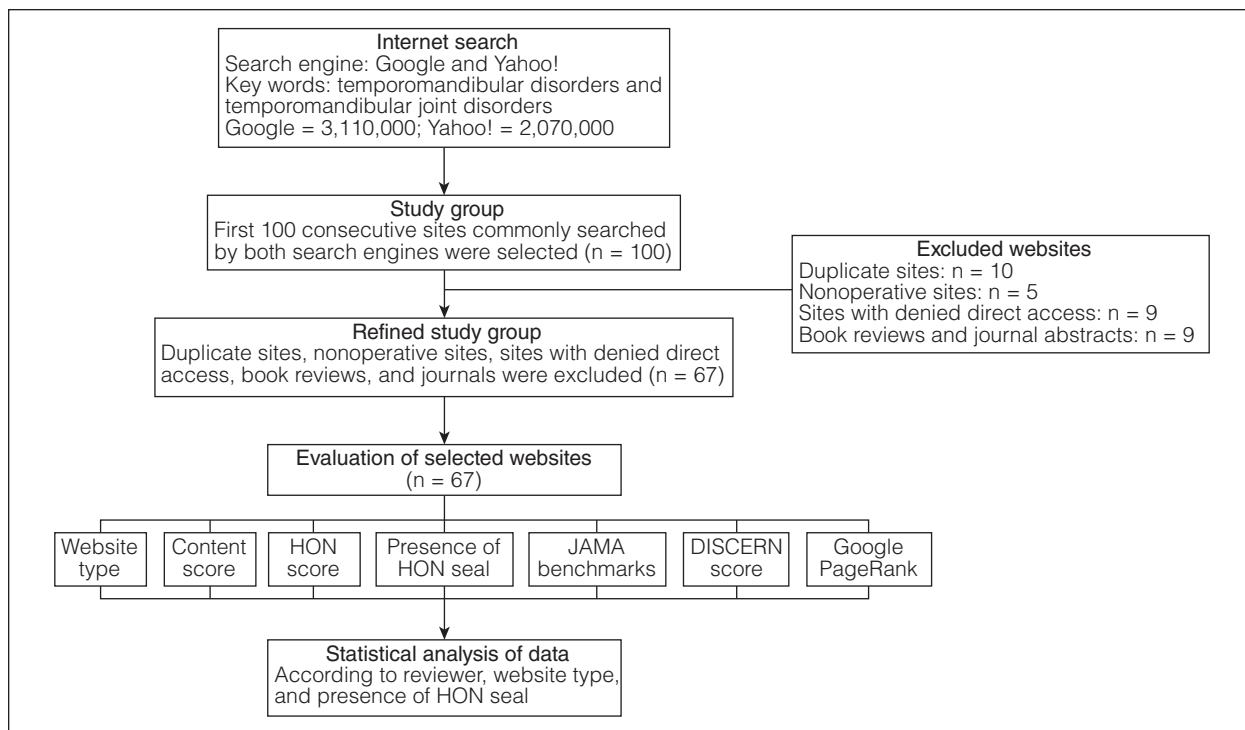 Internet search
Search engine: Google and Yahoo!
Key words: temporomandibular disorders and
temporomandibular joint disorders
Google = 3,110,000; Yahoo! = 2,070,000
Study group
First 100 consecutive sites commonly searched
by both search engines were selected (n = 100)
Excluded websites
Duplicate sites: n = 10
Nonoperative sites: n = 5
Sites with denied direct access: n = 9
Book reviews and journal abstracts: n = 9
Refined study group
Duplicate sites, nonoperative sites, sites with denied direct
access, book reviews, and journals were excluded (n = 67)
Evaluation of selected websites
(n = 67)
Website
type
Content
score
HON
score
Presence of
HON seal
JAMA
benchmarks
DISCERN
score
Google
PageRank
Statistical analysis of data
According to reviewer, website type,
and presence of HON seal